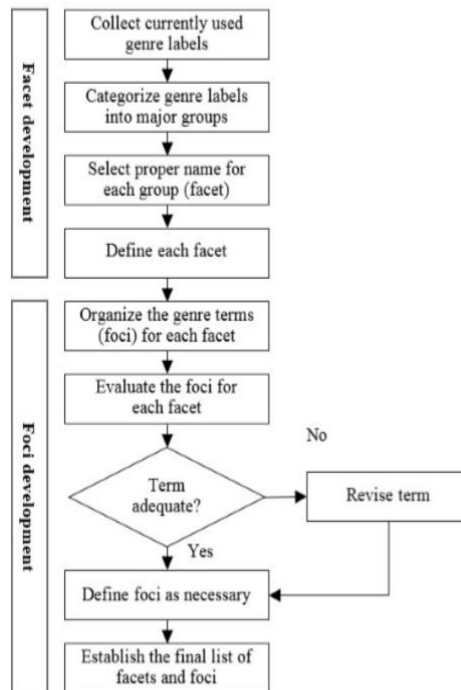 Facet development
Collect currently used
genre labels
Categorize genre labels
into major groups
Select proper name for
each group (facet)
Define each facet
Foci development
Organize the genre terms
(foci) for each facet
Evaluate the foci for
each facet
Term
adequate?
No
Revise term
Yes
Define foci as necessary
Establish the final list of
facets and foci